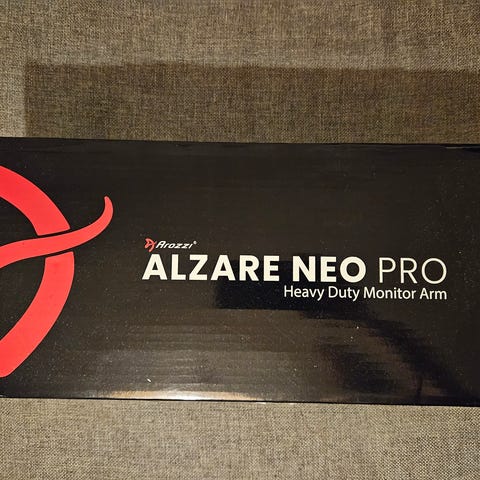 Arozzi®
ALZARE NEO PRO
Heavy Duty Monitor Arm